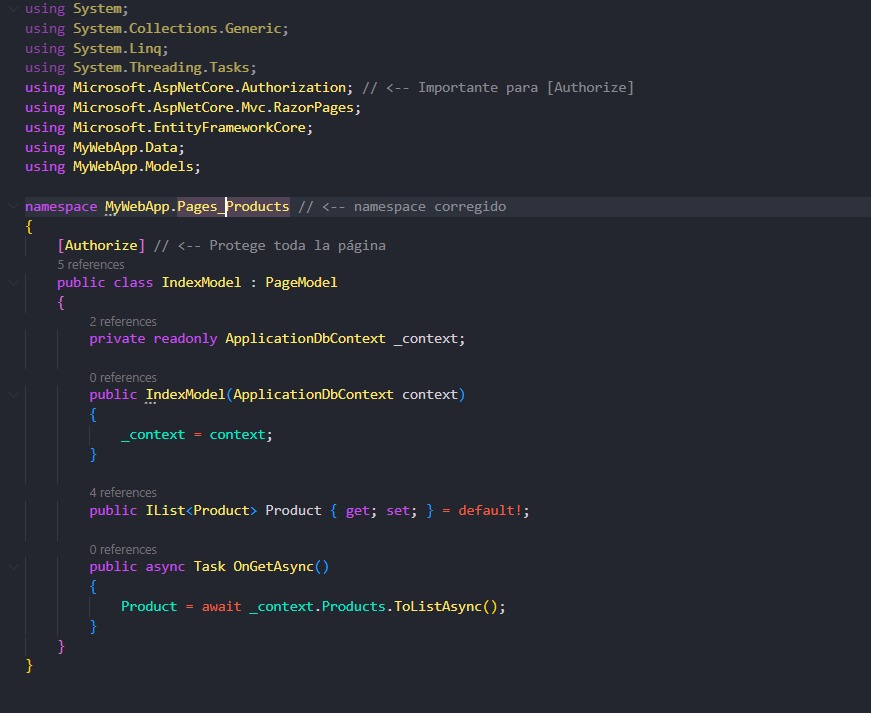 using System;
using System.Collections.Generic;
using System.Linq;
using System.Threading.Tasks;
using Microsoft.AspNetCore.Authorization; // <-- Importante para [Authorize]
using Microsoft.AspNetCore.Mvc.RazorPages;
using Microsoft.EntityFrameworkCore;
using MyWebApp.Data;
using MyWebApp.Models;
namespace MyWebApp.Pages_Products // <-- namespace corregido
{
[Authorize] // <-- Protege toda la página
5 references
public class IndexModel : PageModel
{
2 references
private readonly ApplicationDbContext _context;
0 references
public IndexModel(ApplicationDbContext context)
{
_context = context;
}
4 references
public IList<Product> Product { get; set; } = default!;
0 references
public async Task OnGetAsync()
{
Product = await _context.Products.ToListAsync();
}
}
}